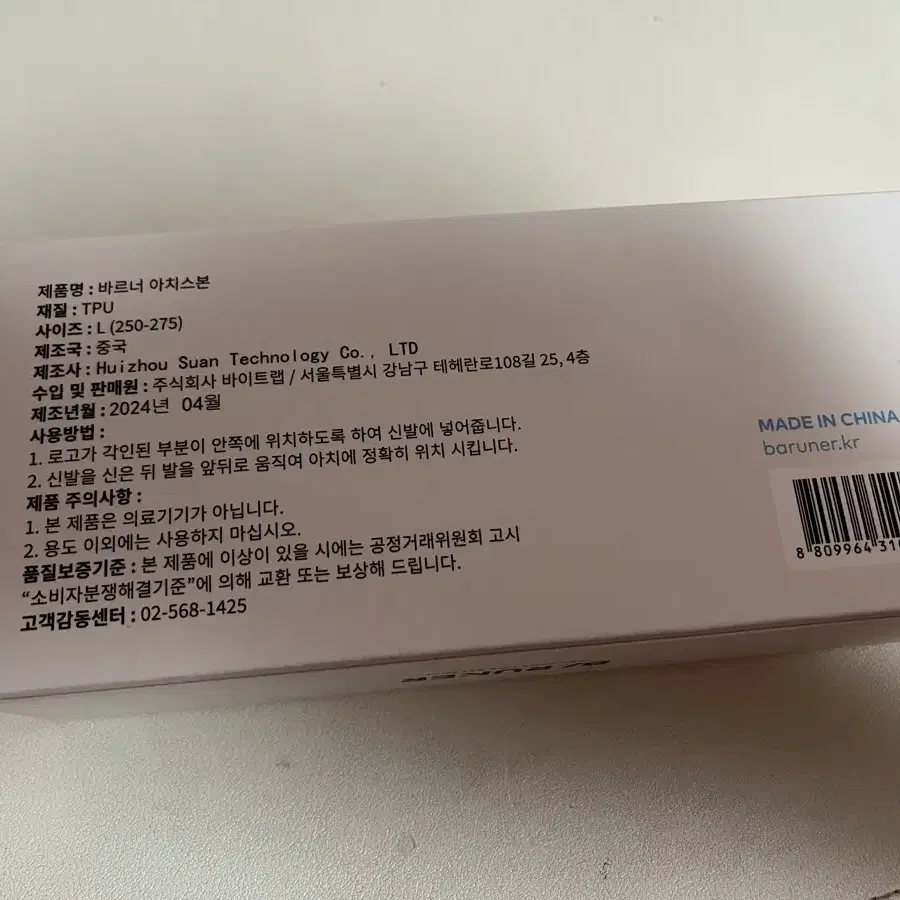 제품명 : 바르너 아치스본
재질 : TPU
사이즈 : L (250-275)
제조국 : 중국
제조사 : Huizhou Suan Technology Co., LTD
수입 및 판매원 : 주식회사 바이트랩 / 서울특별시 강남구 테헤란로108길 25, 4층
제조년월 : 2024년 04월
사용방법 :
1. 로고가 각인된 부분이 안쪽에 위치하도록 하여 신발에 넣어줍니다.
2. 신발을 신은 뒤 발을 앞뒤로 움직여 아치에 정확히 위치 시킵니다.
제품 주의사항 :
1. 본 제품은 의료기기가 아닙니다.
2. 용도 이외에는 사용하지 마십시오.
품질보증기준 : 본 제품에 이상이 있을 시에는 공정거래위원회 고시
“소비자분쟁해결기준”에 의해 교환 또는 보상해 드립니다.
고객감동센터 : 02-568-1425
MADE IN CHINA
baruner.kr
8 809964 31